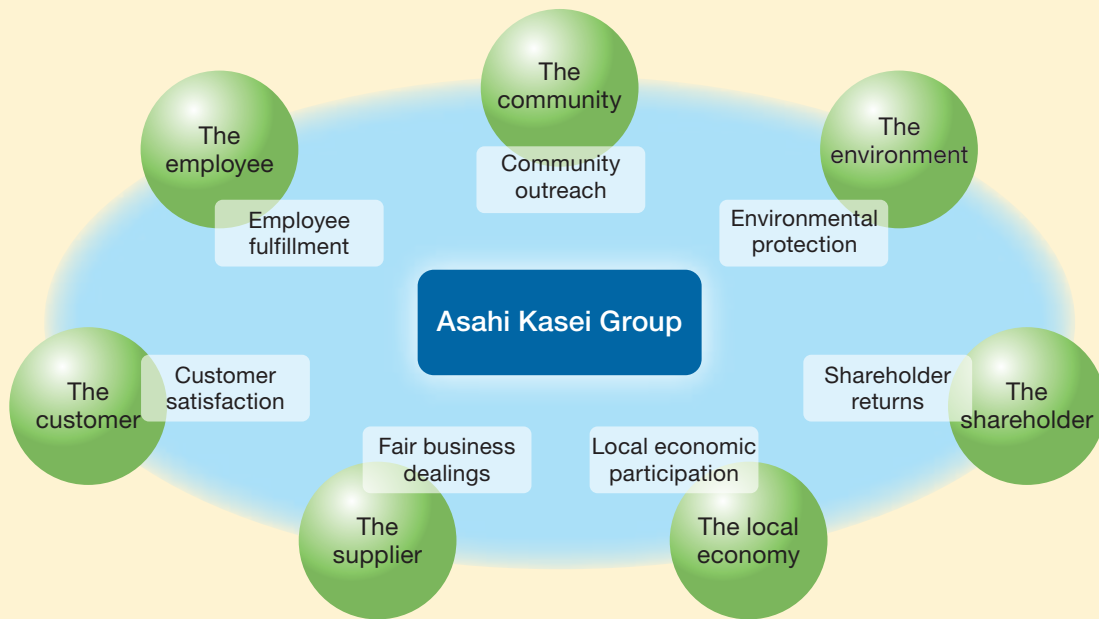 The
community
Community
outreach
The
employee
Employee
fulfillment
The
environment
Environmental
protection
Asahi Kasei Group
The
customer
Customer
satisfaction
Shareholder
returns
The
shareholder
Fair business
dealings
The
supplier
Local economic
participation
The local
economy